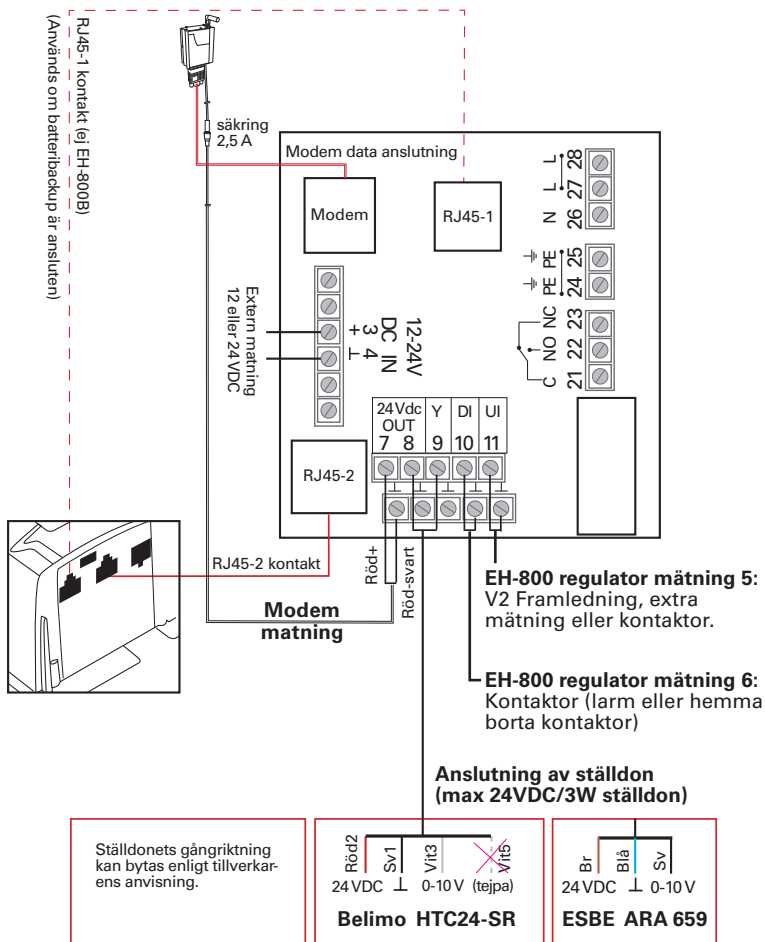 RJ45-1 kontakt (ej EH-800B)
(Används om batteribackup är ansluten)
säkring
2,5 A
Modem data anslutning
Modem
RJ45-1
L 28
L 27
N 26
PE 25
PE 24
NC 23
NO 22
C 21
Extern matning
12 eller 24VDC
12-24V
DC IN
+ 3
⊥ 4
24Vdc
OUT
Y
DI
UI
7 8 9 10 11
RJ45-2
RJ45-2 kontakt
Röd+
Röd-svart
Modem
matning
EH-800 regulator mätning 5:
V2 Framledning, extra
mätning eller kontaktor.
EH-800 regulator mätning 6:
Kontaktor (larm eller hemma
borta kontaktor)
Anslutning av ställdon
(max 24VDC/3W ställdon)
Ställdonets gångriktning
kan bytas enligt tillverkar-
ens anvisning.
Röd2
Sv1
Vit3
Vit5
24 VDC ⊥ 0-10 V (tejpa)
Belimo HTC24-SR
Br
Blå
Sv
24 VDC ⊥ 0-10 V
ESBE ARA 659